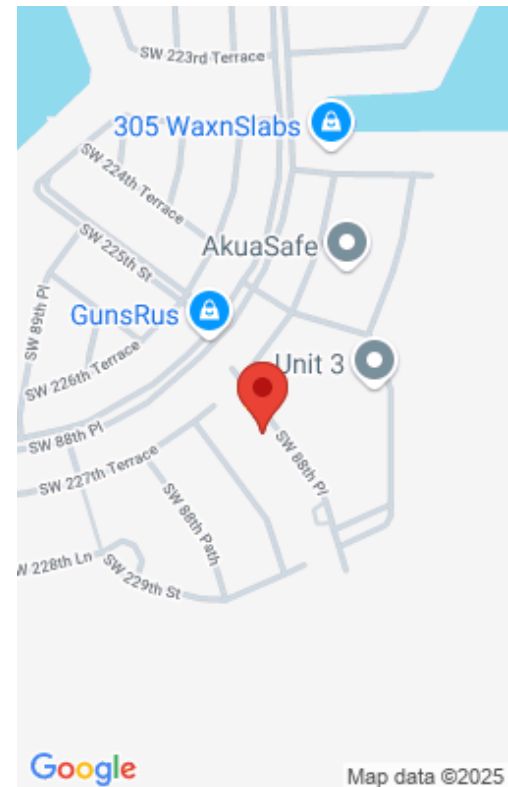 SW 223rd Terrace
305 WaxnSlabs
SW 224th Terrace
SW 225th St
AkuaSafe
SW 89th Pl
GunsRus
SW 226th Terrace
Unit 3
SW 88th Pl
SW 88th Pl
SW 227th Terrace
SW 88th Path
W 228th Ln
SW 229th St
Google
Map data ©2025